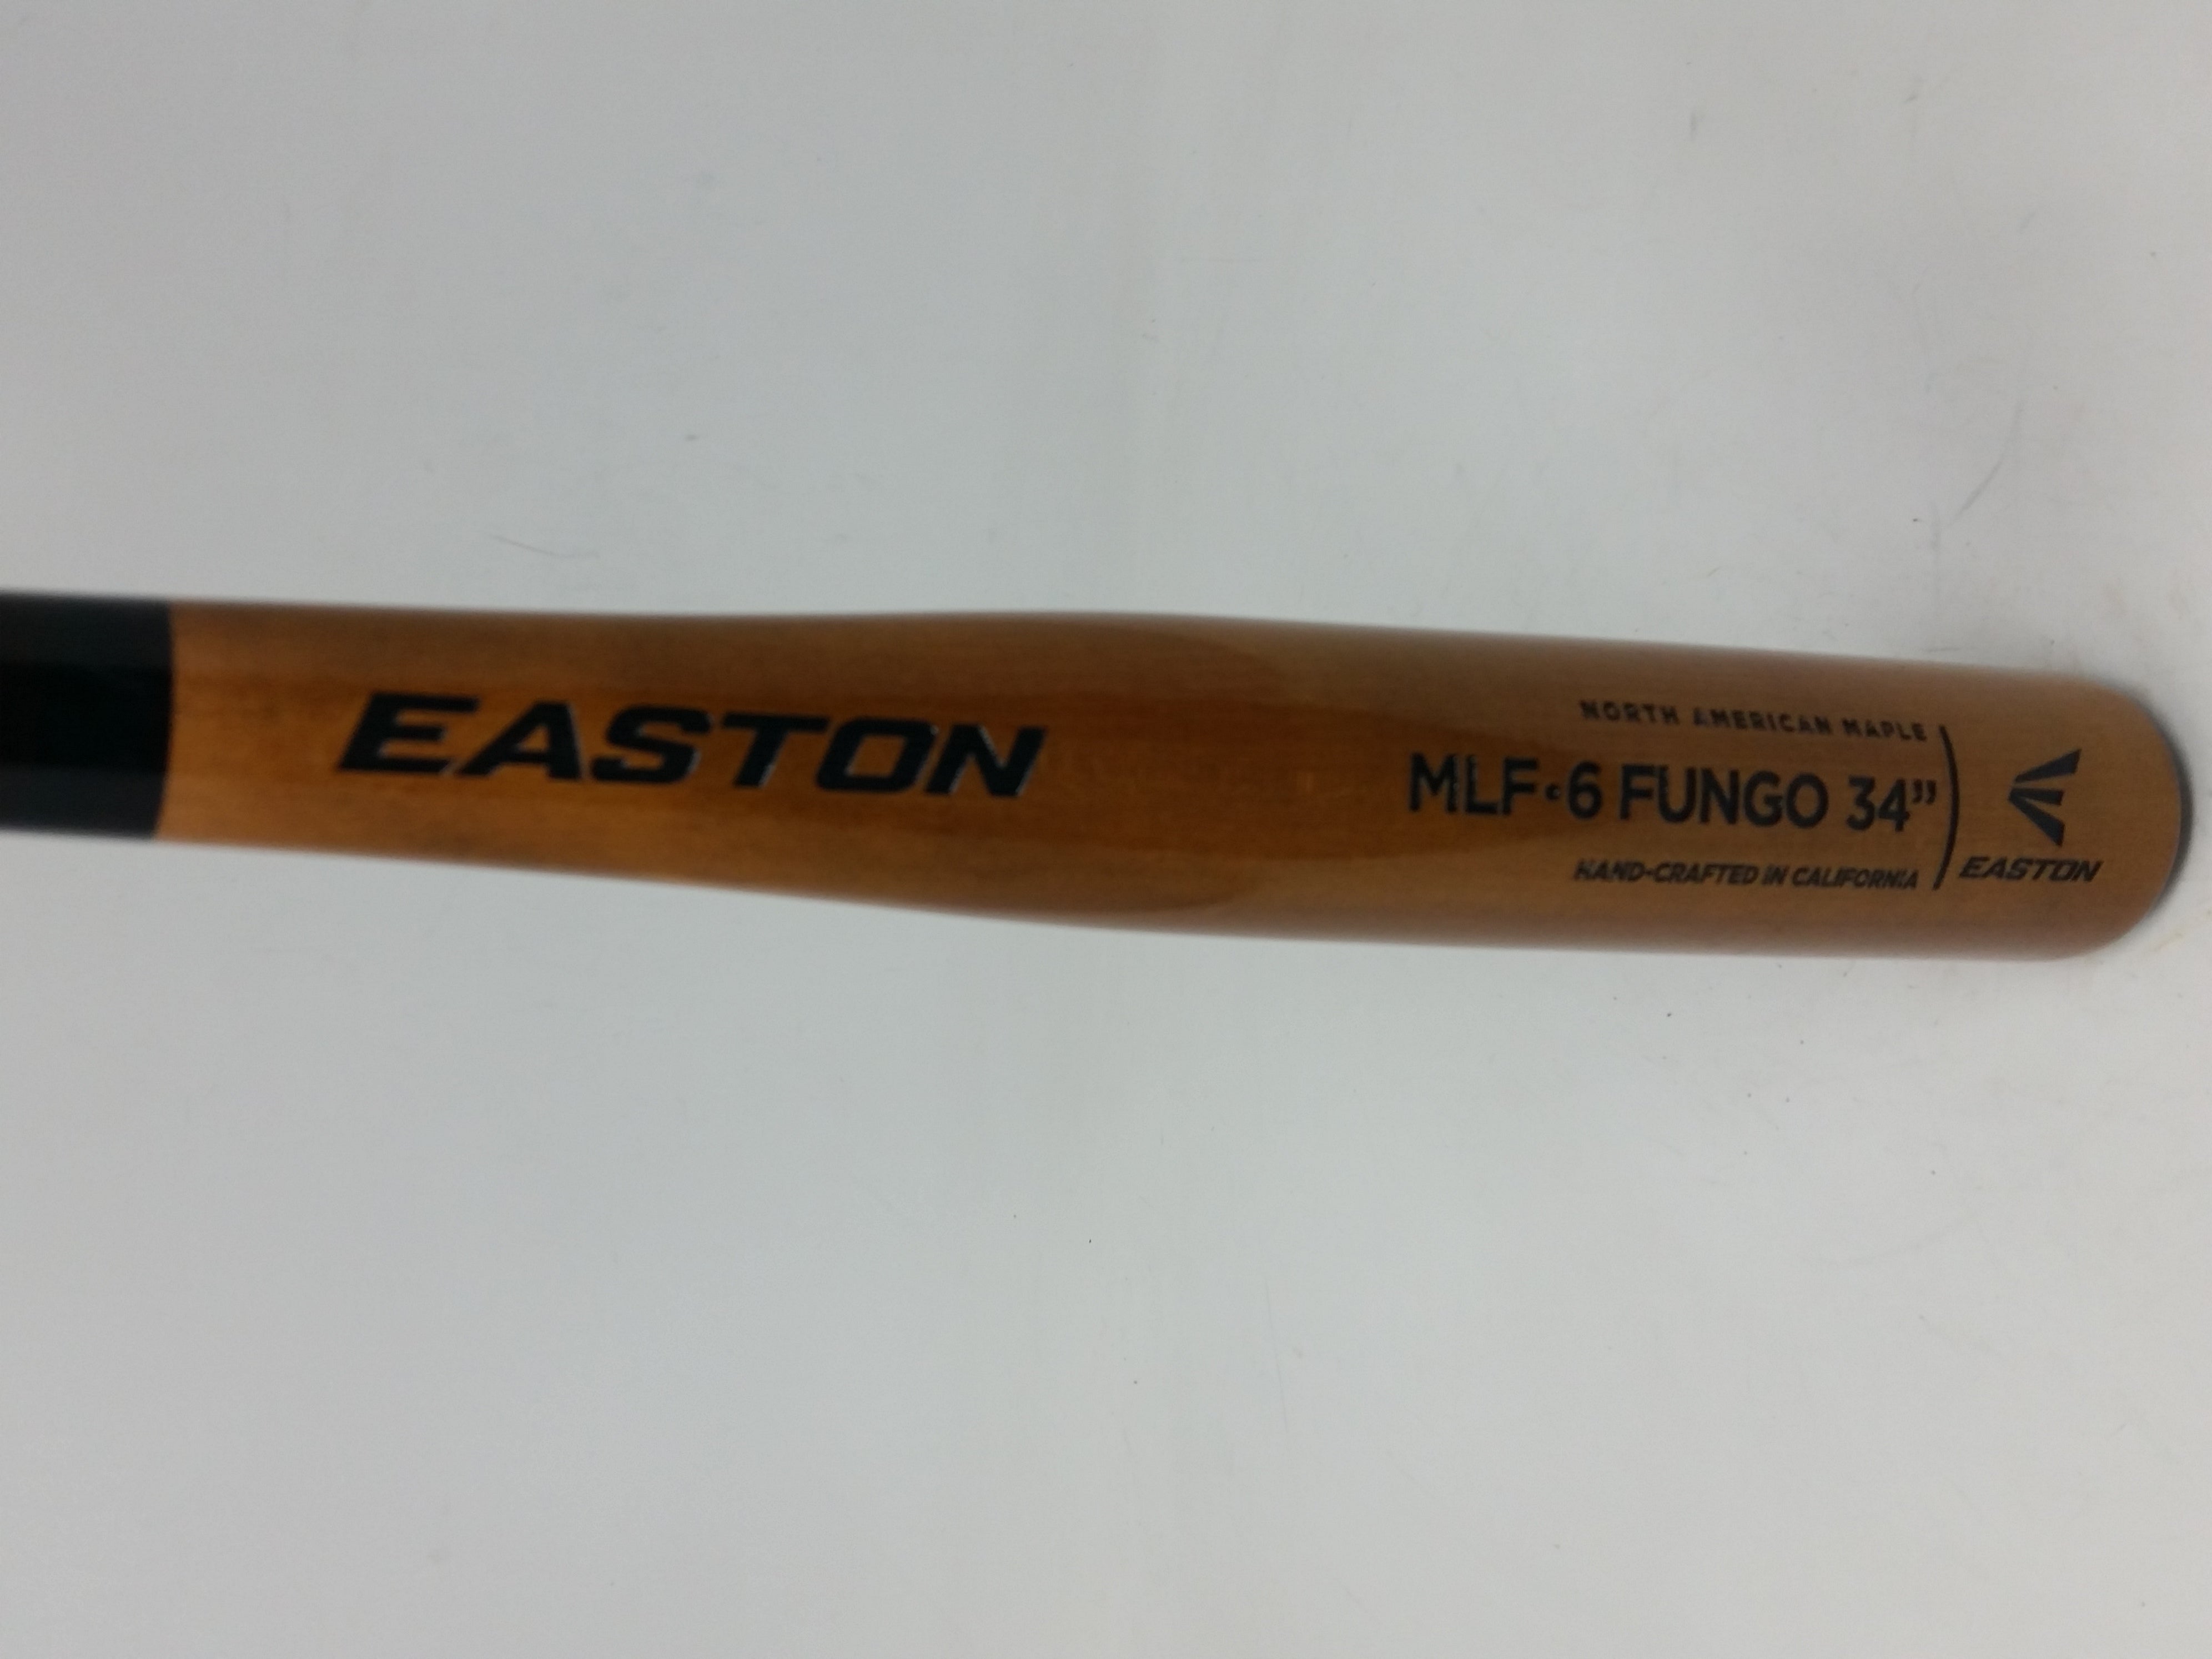 EASTON
NORTH AMERICAN MAPLE
MLF•6 FUNGO 34”
HAND-CRAFTED IN CALIFORNIA
EASTON